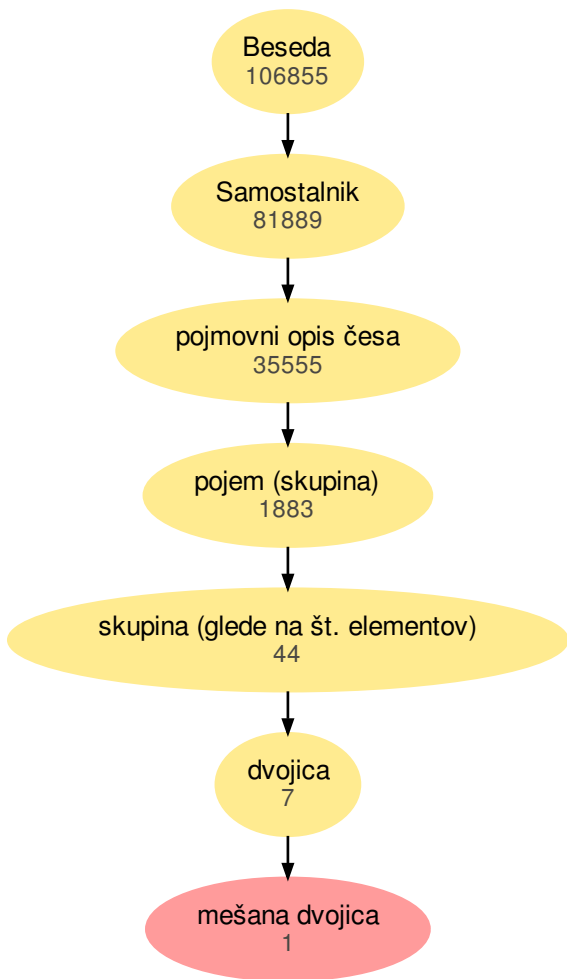 Beseda
106855
Samostalnik
81889
pojmovni opis česa
35555
pojem (skupina)
1883
skupina (glede na št. elementov)
44
dvojica
7
mešana dvojica
1